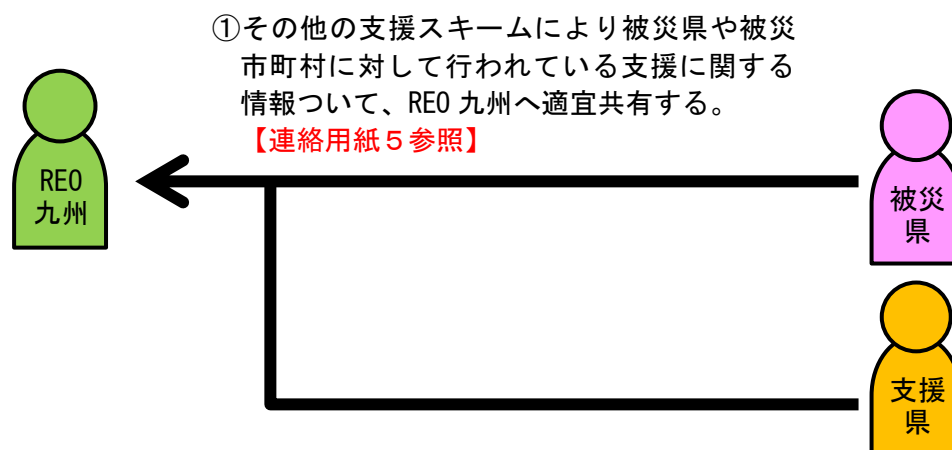 ①その他の支援スキームにより被災県や被災
市町村に対して行われている支援に関する
情報ついて、REO 九州へ適宜共有する。
【連絡用紙５参照】
REO
九州
被災
県
支援
県